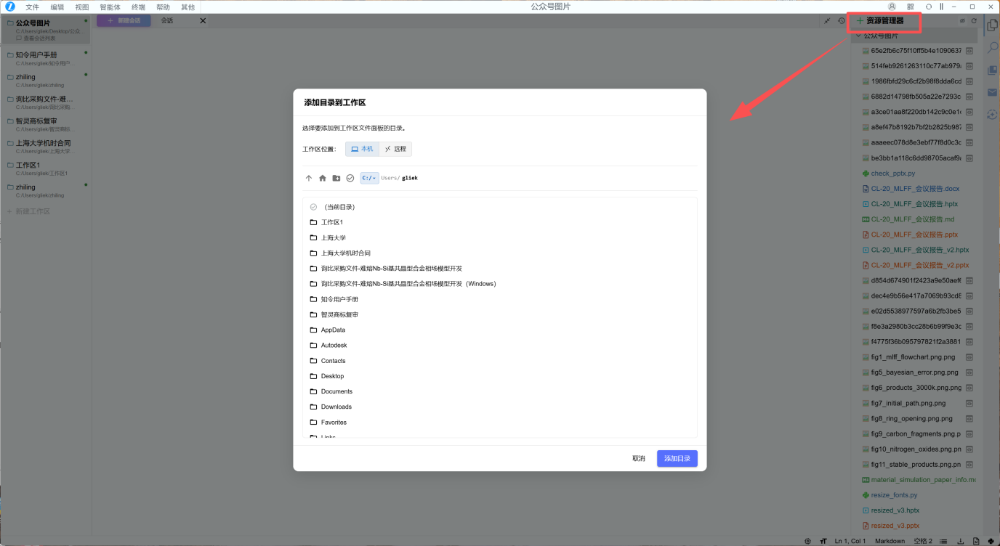 文件 编辑 视图 智能体 终端 帮助 其他
公众号图片
公众号图片
C:/Users/gliek/Desktop/公众...
查看会话列表
知令用户手册
C:/Users/gliek/知令用户...
zhiling
C:/Users/gliek/zhiling
询比采购文件-难...
C:/Users/gliek/询比采购...
智灵商标复审
C:/Users/gliek/智灵商标...
上海大学机时合同
C:/Users/gliek/上海大学...
工作区1
C:/Users/gliek/工作区1
zhiling
C:/Users/gliek/zhiling
+ 新建工作区
+ 新建会话
会话
添加目录到工作区
选择要添加到工作区文件面板的目录。
工作区位置:
本机
远程
C:/
Users/ gliek
(当前目录)
工作区1
上海大学
上海大学机时合同
询比采购文件-难熔Nb-Si基共晶型合金相场模型开发
询比采购文件-难熔Nb-Si基共晶型合金相场模型开发（Windows）
知令用户手册
智灵商标复审
AppData
Autodesk
Contacts
Desktop
Documents
Downloads
Favorites
Links
取消
添加目录
+ 资源管理器
公众号图片
65e2fb6c75f10ff5b4e1090637
514feb9261263110c77ab979
1986fbfd29c6cf2b98f8dda6cd
6882d14798fb505a22e7293c
a3ce01aa8f220db142c9c0e1
a8ef47b8192b7bf2b2825b987
aaaeec078d8e3ebf77f8d0c3c
be3bb1a118c6dd98705acaf9
check_pptx.py
CL-20_MLFF_会议报告.docx
CL-20_MLFF_会议报告.hptx
CL-20_MLFF_会议报告.md
CL-20_MLFF_会议报告.pptx
CL-20_MLFF_会议报告_v2.hptx
CL-20_MLFF_会议报告_v2.pptx
d854d674901f2423a9e50aef
dec4e9b56e417a7069b93cd
e02d5538977597a6b2fb3be5
f8e3a2980b3cc28b6b99f9e3c
f4775f36b095797821f2a3881
fig1_mlff_flowchart.png.png
fig5_bayesian_error.png.png
fig6_products_3000k.png.png
fig7_initial_path.png.png
fig8_ring_opening.png.png
fig9_carbon_fragments.png.p
fig10_nitrogen_oxides.png.pn
fig11_stable_products.png.pn
material_simulation_paper_info.m
resize_fonts.py
resized_v3.hptx
resized_v3.pptx
Ln 1, Col 1 Markdown 空格 2